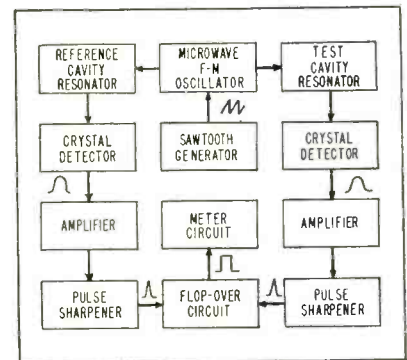 REFERENCE
CAVITY
RESONATOR
MICROWAVE
F-M
OSCILLATOR
TEST
CAVITY
RESONATOR
CRYSTAL
DETECTOR
SAWTOOTH
GENERATOR
CRYSTAL
DETECTOR
AMPLIFIER
METER
CIRCUIT
AMPLIFIER
PULSE
SHARPENER
FLOP-OVER
CIRCUIT
PULSE
SHARPENER